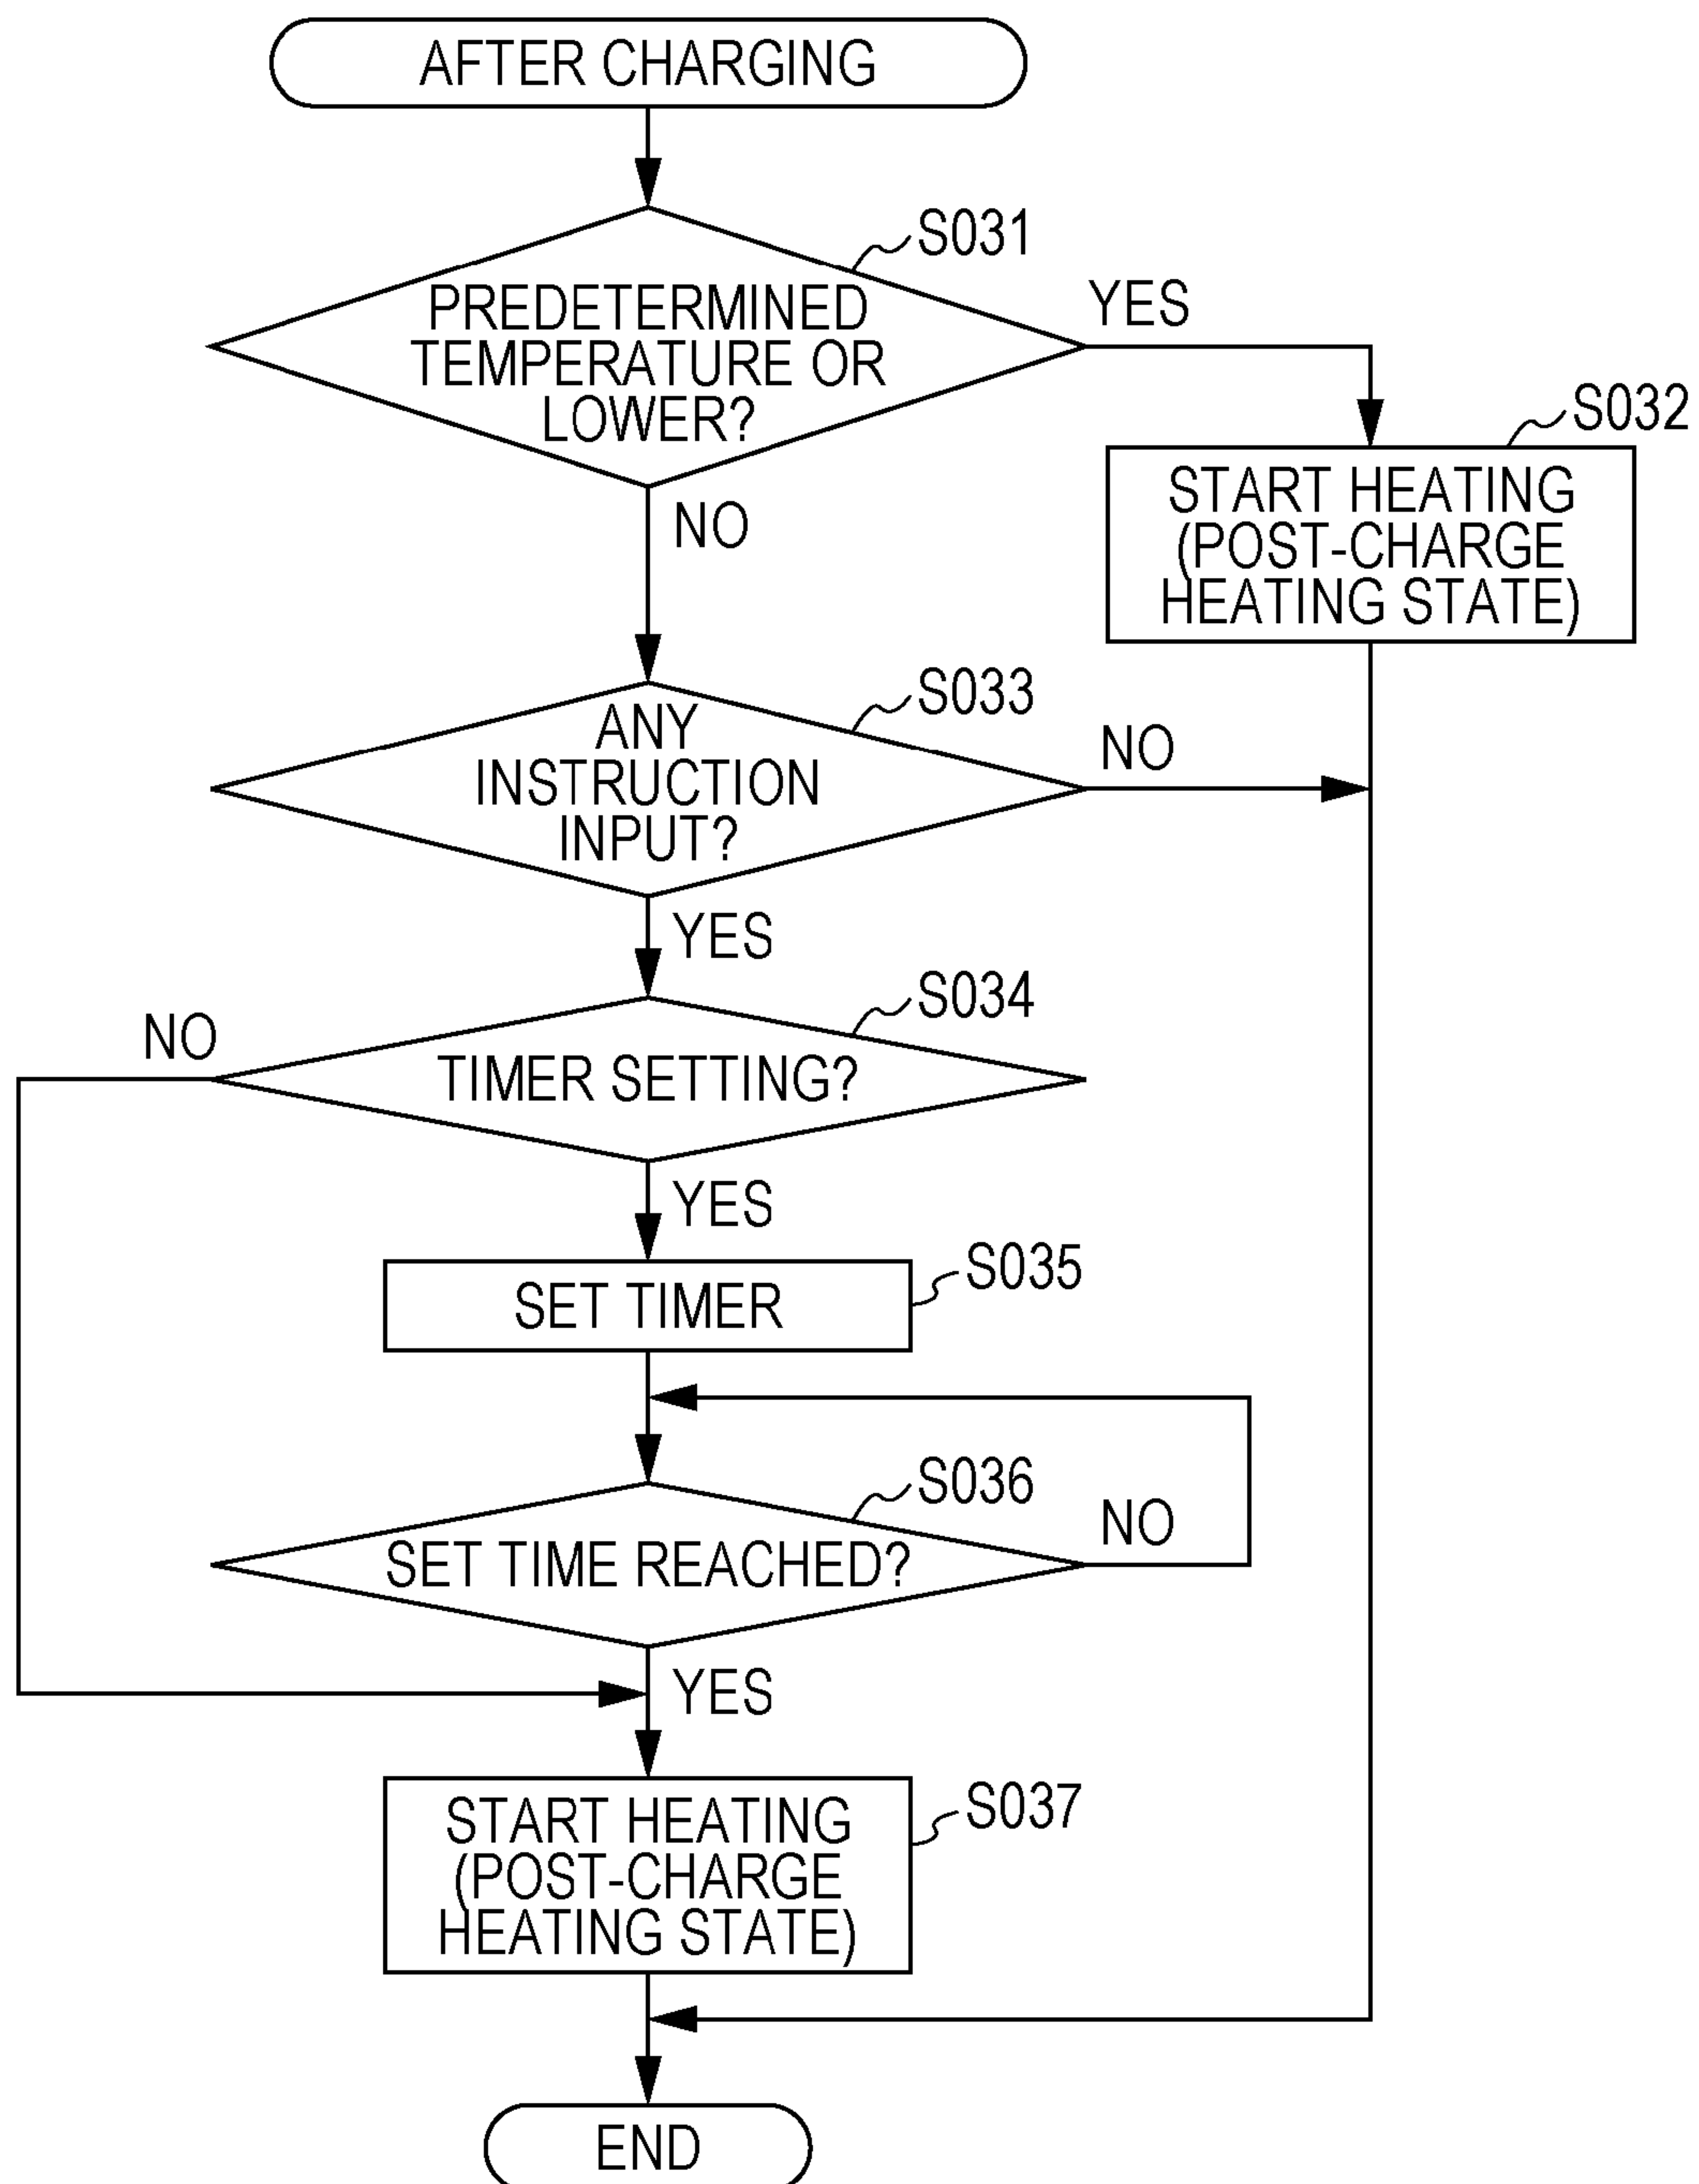 AFTER CHARGING
S031
PREDETERMINED
TEMPERATURE OR
LOWER?
YES
NO
S032
START HEATING
(POST-CHARGE
HEATING STATE)
S033
ANY
INSTRUCTION
INPUT?
NO
YES
S034
NO
TIMER SETTING?
YES
S035
SET TIMER
S036
SET TIME REACHED?
NO
YES
S037
START HEATING
(POST-CHARGE
HEATING STATE)
END